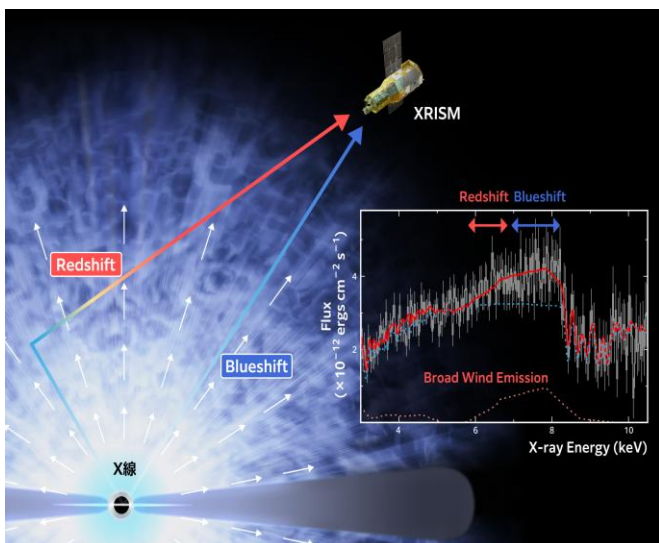 XRISM
Redshift
Blueshift
X線
Redshift Blueshift
Flux
(×10⁻¹² ergs cm⁻² s⁻¹)
4
2
Broad Wind Emission
4 6 8 10
X-ray Energy (keV)